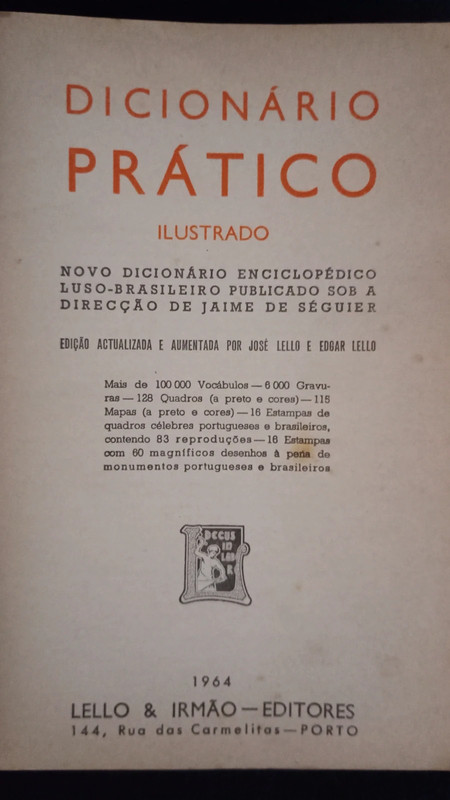 DICIONÁRIO
PRÁTICO
ILUSTRADO
NOVO DICIONÁRIO ENCICLOPÉDICO
LUSO-BRASILEIRO PUBLICADO SOB A
DIRECÇÃO DE JAIME DE SÉGUIER
EDIÇÃO ACTUALIZADA E AUMENTADA POR JOSÉ LELLO E EDGAR LELLO
Mais de 100 000 Vocábulos — 6 000 Gravu-
ras — 128 Quadros (a preto e cores) — 115
Mapas (a preto e cores) — 16 Estampas de
quadros célebres portugueses e brasileiros,
contendo 83 reproduções — 16 Estampas
com 60 magníficos desenhos à pena de
monumentos portugueses e brasileiros
DECUS
IN
LABO
R
1964
LELLO & IRMÃO — EDITORES
144, Rua das Carmelitas — PORTO